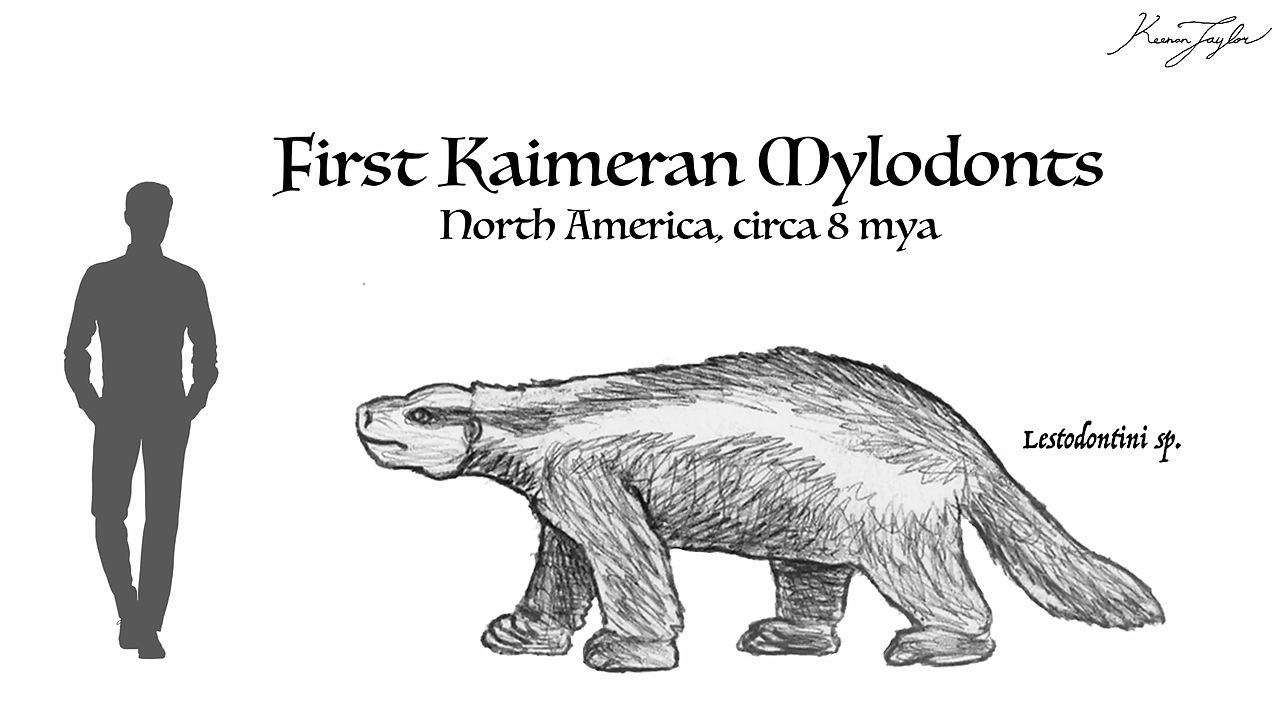 Keenan Taylor
First Kaimeran Mylodonts
North America, circa 8 mya
Lestodontini sp.